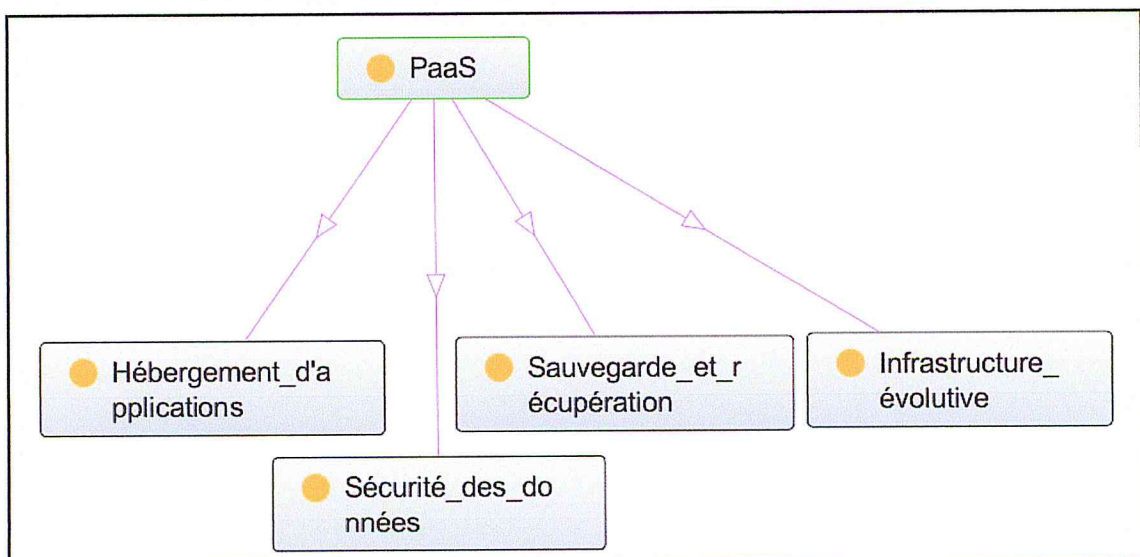 PaaS
Hébergement_d'a
pplications
Sauvegarde_et_r
écupération
Infrastructure_
évolutive
Sécurité_des_do
nnées